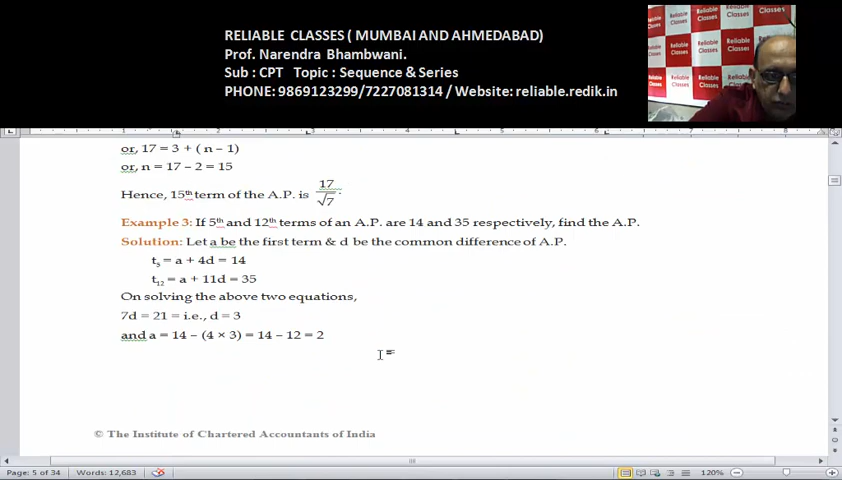 RELIABLE CLASSES ( MUMBAI AND AHMEDABAD)
Prof. Narendra Bhambwani.
Sub : CPT Topic : Sequence & Series
PHONE: 9869123299/7227081314 / Website: reliable.redik.in
Reliable Classes
or, 17 = 3 + ( n – 1)
or, n = 17 – 2 = 15
Hence, 15th term of the A.P. is 17/√7.
Example 3: If 5th and 12th terms of an A.P. are 14 and 35 respectively, find the A.P.
Solution: Let a be the first term & d be the common difference of A.P.
t5 = a + 4d = 14
t12 = a + 11d = 35
On solving the above two equations,
7d = 21 = i.e., d = 3
and a = 14 – (4 × 3) = 14 – 12 = 2
© The Institute of Chartered Accountants of India
Page: 5 of 34 Words: 12,683 120%